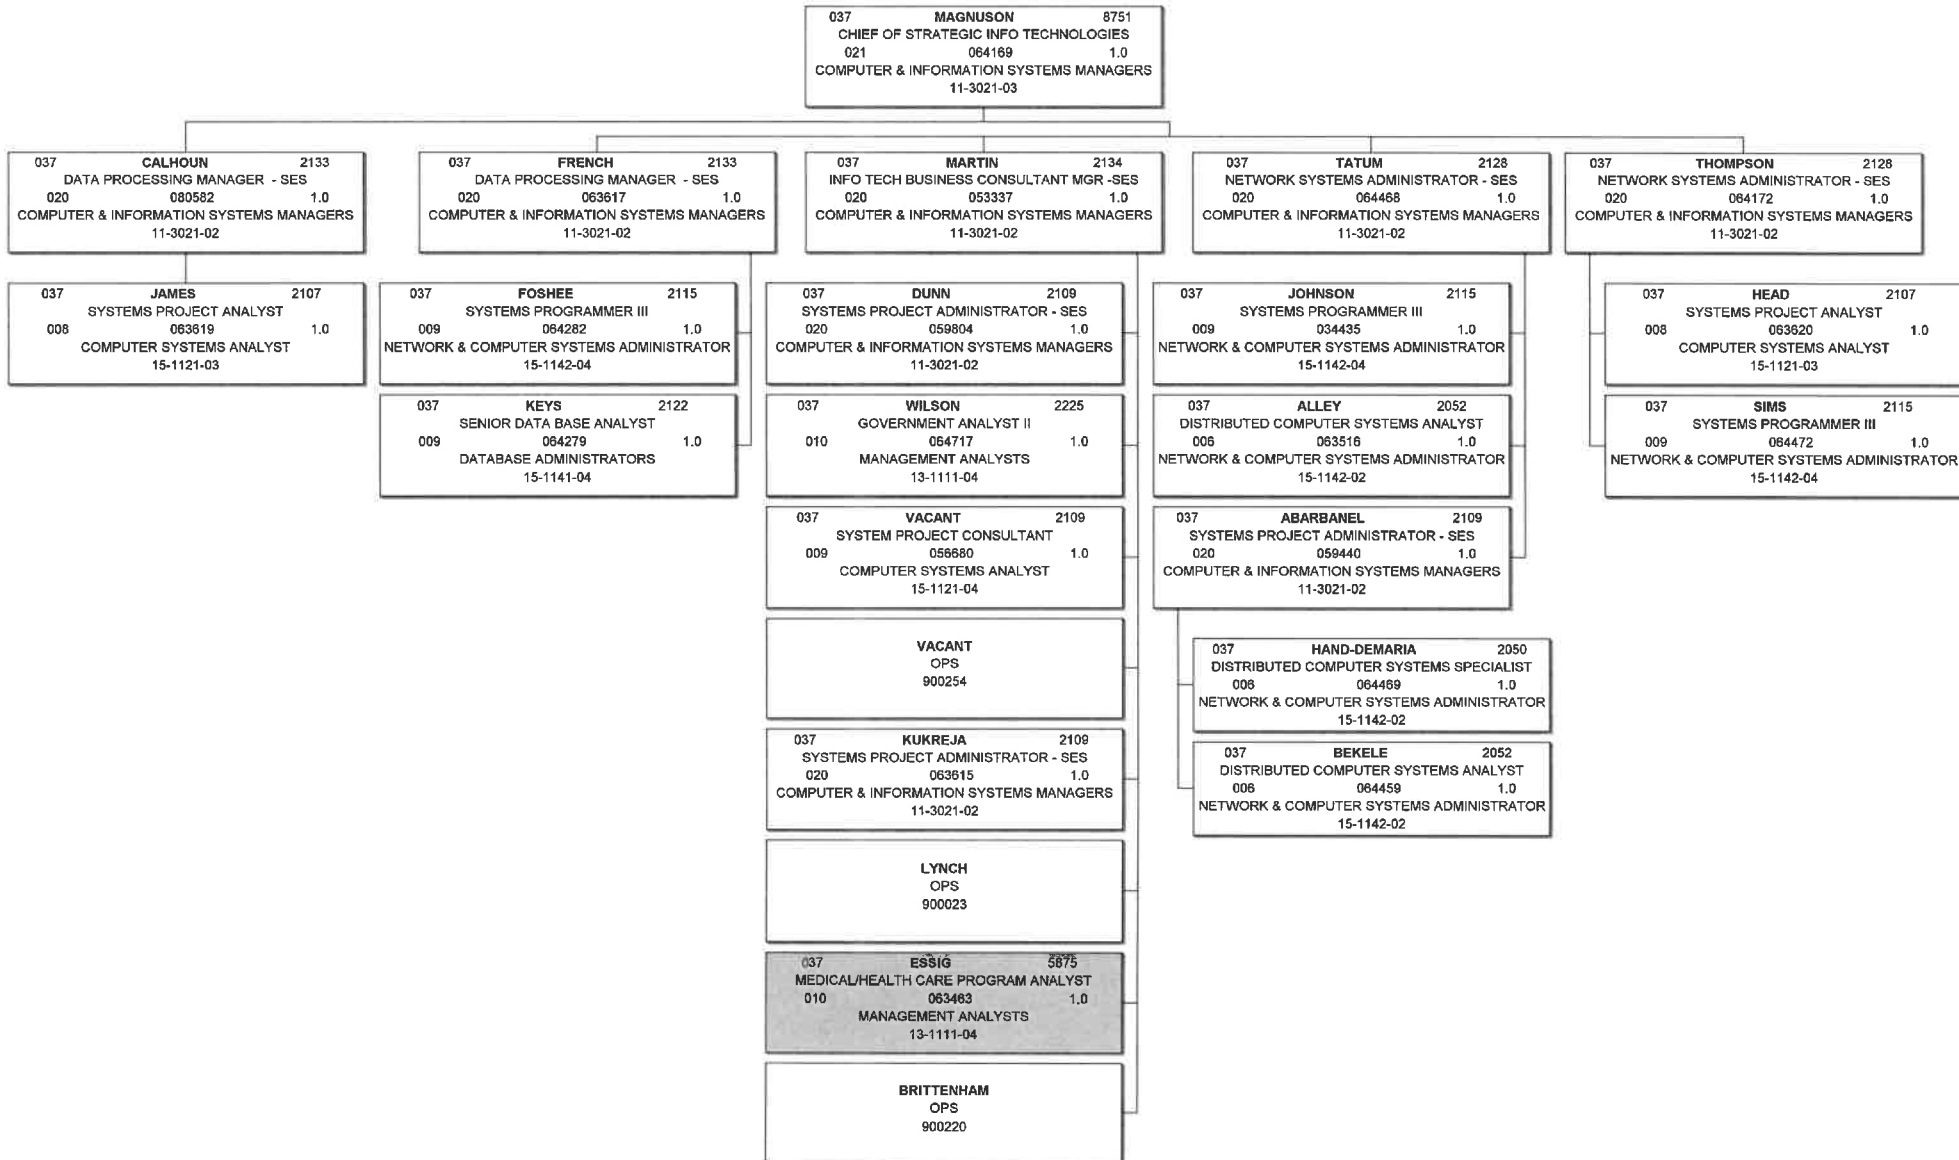 037 MAGNUSON 8751
CHIEF OF STRATEGIC INFO TECHNOLOGIES
021 064169 1.0
COMPUTER & INFORMATION SYSTEMS MANAGERS
11-3021-03
037 CALHOUN 2133
DATA PROCESSING MANAGER - SES
020 080582 1.0
COMPUTER & INFORMATION SYSTEMS MANAGERS
11-3021-02
037 FRENCH 2133
DATA PROCESSING MANAGER - SES
020 063617 1.0
COMPUTER & INFORMATION SYSTEMS MANAGERS
11-3021-02
037 MARTIN 2134
INFO TECH BUSINESS CONSULTANT MGR -SES
020 053337 1.0
COMPUTER & INFORMATION SYSTEMS MANAGERS
11-3021-02
037 TATUM 2128
NETWORK SYSTEMS ADMINISTRATOR - SES
020 064468 1.0
COMPUTER & INFORMATION SYSTEMS MANAGERS
11-3021-02
037 THOMPSON 2128
NETWORK SYSTEMS ADMINISTRATOR - SES
020 064172 1.0
COMPUTER & INFORMATION SYSTEMS MANAGERS
11-3021-02
037 JAMES 2107
SYSTEMS PROJECT ANALYST
008 063619 1.0
COMPUTER SYSTEMS ANALYST
15-1121-03
037 FOSHEE 2115
SYSTEMS PROGRAMMER III
009 064282 1.0
NETWORK & COMPUTER SYSTEMS ADMINISTRATOR
15-1142-04
037 KEYS 2122
SENIOR DATA BASE ANALYST
009 064279 1.0
DATABASE ADMINISTRATORS
15-1141-04
037 DUNN 2109
SYSTEMS PROJECT ADMINISTRATOR - SES
020 059804 1.0
COMPUTER & INFORMATION SYSTEMS MANAGERS
11-3021-02
037 WILSON 2225
GOVERNMENT ANALYST II
010 064717 1.0
MANAGEMENT ANALYSTS
13-1111-04
037 VACANT 2109
SYSTEM PROJECT CONSULTANT
009 056680 1.0
COMPUTER SYSTEMS ANALYST
15-1121-04
VACANT
OPS
900254
037 KUKREJA 2109
SYSTEMS PROJECT ADMINISTRATOR - SES
020 063615 1.0
COMPUTER & INFORMATION SYSTEMS MANAGERS
11-3021-02
LYNCH
OPS
900023
037 ESSIG 5875
MEDICAL/HEALTH CARE PROGRAM ANALYST
010 063463 1.0
MANAGEMENT ANALYSTS
13-1111-04
BRITTENHAM
OPS
900220
037 JOHNSON 2115
SYSTEMS PROGRAMMER III
009 034435 1.0
NETWORK & COMPUTER SYSTEMS ADMINISTRATOR
15-1142-04
037 ALLEY 2052
DISTRIBUTED COMPUTER SYSTEMS ANALYST
006 063516 1.0
NETWORK & COMPUTER SYSTEMS ADMINISTRATOR
15-1142-02
037 ABARBANEL 2109
SYSTEMS PROJECT ADMINISTRATOR - SES
020 059440 1.0
COMPUTER & INFORMATION SYSTEMS MANAGERS
11-3021-02
037 HAND-DEMARIA 2050
DISTRIBUTED COMPUTER SYSTEMS SPECIALIST
006 064469 1.0
NETWORK & COMPUTER SYSTEMS ADMINISTRATOR
15-1142-02
037 BEKELE 2052
DISTRIBUTED COMPUTER SYSTEMS ANALYST
006 064459 1.0
NETWORK & COMPUTER SYSTEMS ADMINISTRATOR
15-1142-02
037 HEAD 2107
SYSTEMS PROJECT ANALYST
008 063620 1.0
COMPUTER SYSTEMS ANALYST
15-1121-03
037 SIMS 2115
SYSTEMS PROGRAMMER III
009 064472 1.0
NETWORK & COMPUTER SYSTEMS ADMINISTRATOR
15-1142-04